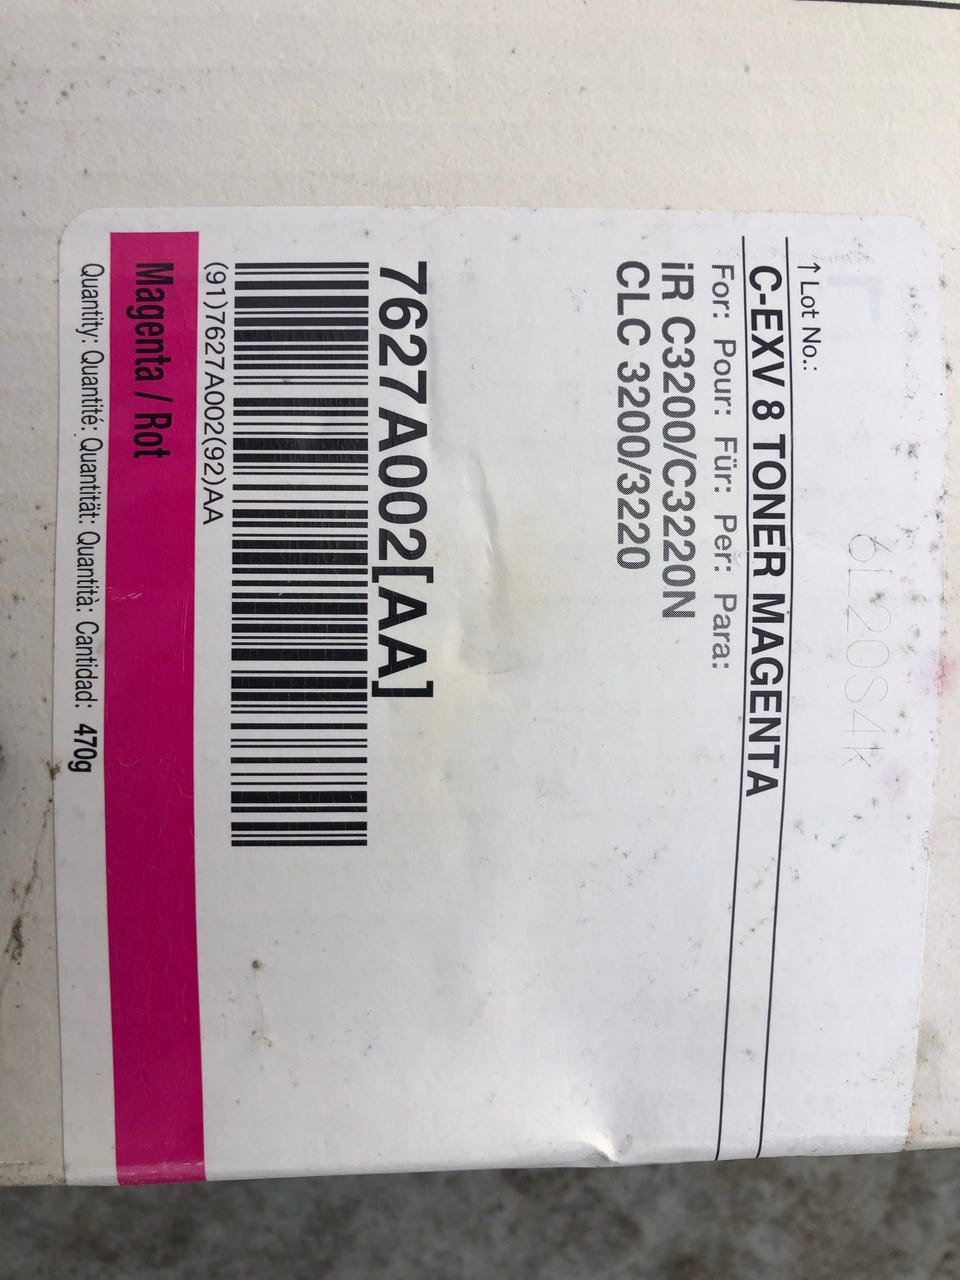 6L20S4k
↑ Lot No.:
C-EXV 8 TONER MAGENTA
For: Pour: Für: Per: Para:
iR C3200/C3220N
CLC 3200/3220
7627A002[AA]
(91)7627A002(92)AA
Magenta / Rot
Quantity: Quantité: Quantität: Quantità: Cantidad: 470g